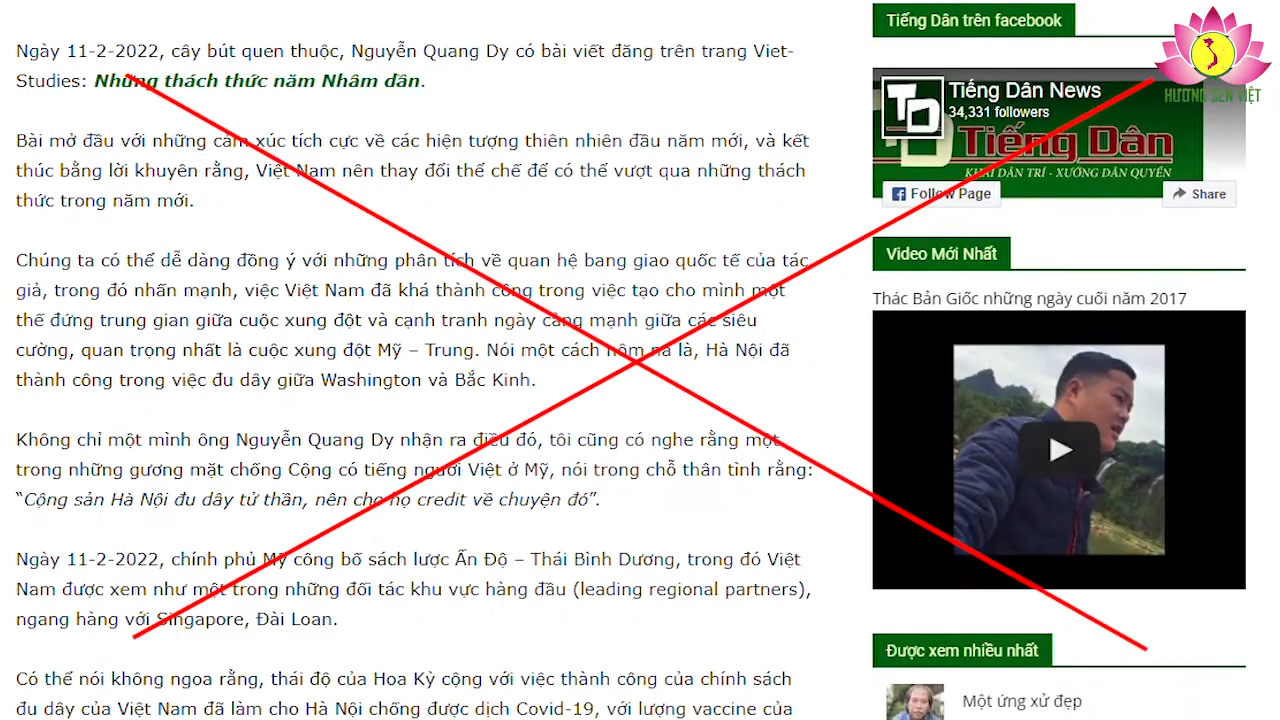 Ngày 11-2-2022, cây bút quen thuộc, Nguyễn Quang Dy có bài viết đăng trên trang Viet-
Studies: Những thách thức năm Nhâm dần.
Bài mở đầu với những cảm xúc tích cực về các hiện tượng thiên nhiên đầu năm mới, và kết
thúc bằng lời khuyên rằng, Việt Nam nên thay đổi thể chế để có thể vượt qua những thách
thức trong năm mới.
Chúng ta có thể dễ dàng đồng ý với những phân tích về quan hệ bang giao quốc tế của tác
giả, trong đó nhấn mạnh, việc Việt Nam đã khá thành công trong việc tạo cho mình một
thế đứng trung gian giữa cuộc xung đột và cạnh tranh ngày càng mạnh giữa các siêu
cường, quan trọng nhất là cuộc xung đột Mỹ – Trung. Nói một cách nôm na là, Hà Nội đã
thành công trong việc đu dây giữa Washington và Bắc Kinh.
Không chỉ một mình ông Nguyễn Quang Dy nhận ra điều đó, tôi cũng có nghe rằng một
trong những gương mặt chống Cộng có tiếng người Việt ở Mỹ, nói trong chỗ thân tình rằng:
“Cộng sản Hà Nội đu dây tử thần, nên cho họ credit về chuyện đó”.
Ngày 11-2-2022, chính phủ Mỹ công bố sách lược Ấn Độ – Thái Bình Dương, trong đó Việt
Nam được xem như một trong những đối tác khu vực hàng đầu (leading regional partners),
ngang hàng với Singapore, Đài Loan.
Có thể nói không ngoa rằng, thái độ của Hoa Kỳ cộng với việc thành công của chính sách
đu dây của Việt Nam đã làm cho Hà Nội chống được dịch Covid-19, với lượng vaccine của
Tiếng Dân trên facebook
HƯƠNG SEN VIỆT
TD
Tiếng Dân News
34,331 followers
Tiếng Dân
KHAI DÂN TRÍ - XƯỚNG DÂN QUYỀN
Follow Page
Share
Video Mới Nhất
Thác Bản Giốc những ngày cuối năm 2017
Được xem nhiều nhất
Một ứng xử đẹp